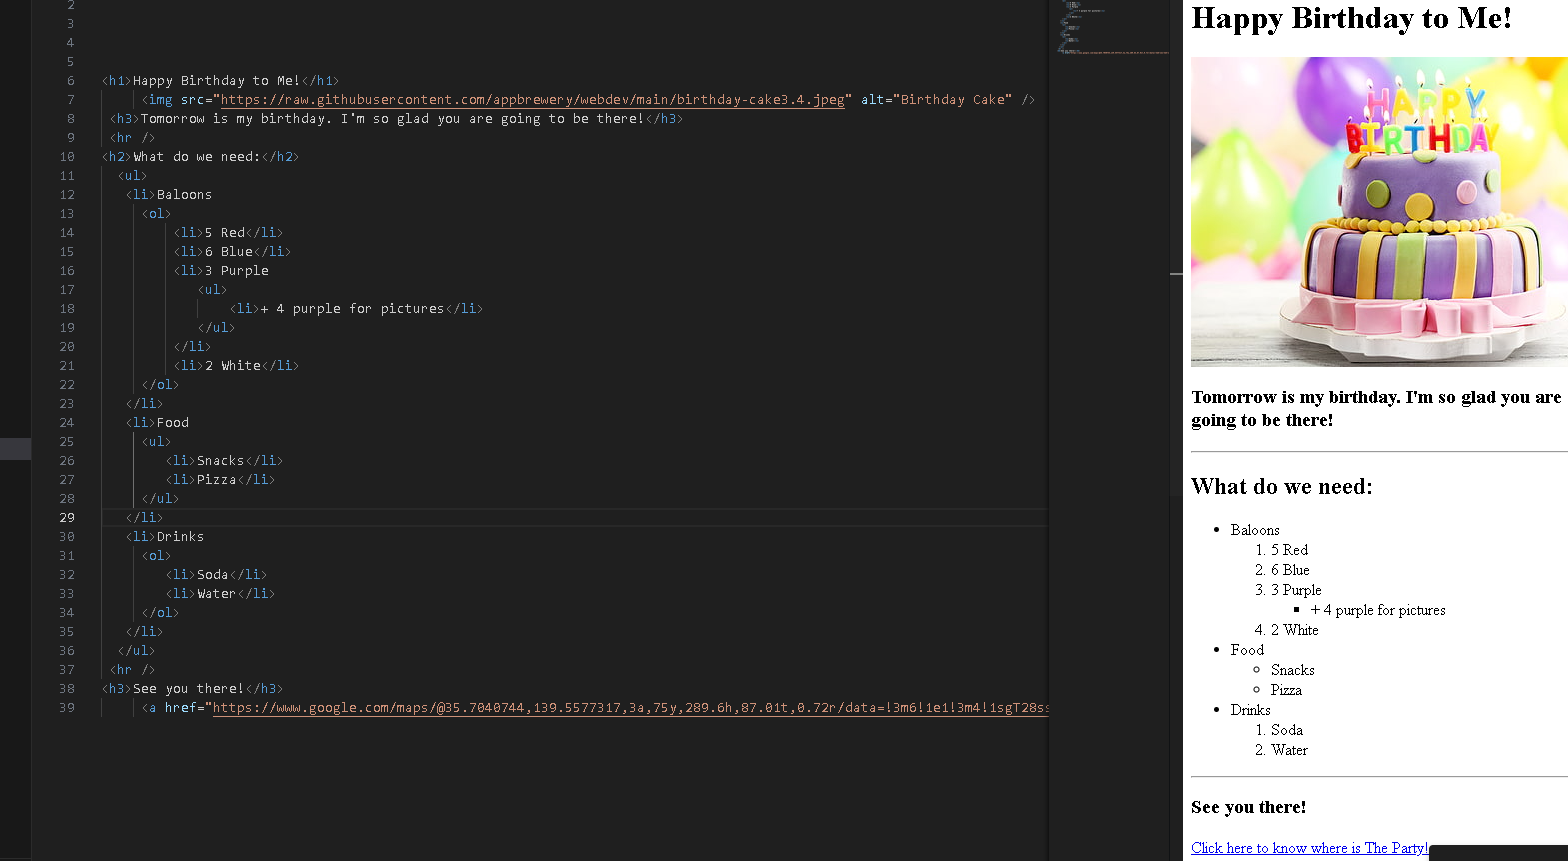 2
3
4
5
6 <h1>Happy Birthday to Me!</h1>
7 <img src="https://raw.githubusercontent.com/appbrewery/webdev/main/birthday-cake3.4.jpeg" alt="Birthday Cake" />
8 <h3>Tomorrow is my birthday. I'm so glad you are going to be there!</h3>
9 <hr />
10 <h2>What do we need:</h2>
11 <ul>
12 <li>Baloons
13 <ol>
14 <li>5 Red</li>
15 <li>6 Blue</li>
16 <li>3 Purple
17 <ul>
18 <li>+ 4 purple for pictures</li>
19 </ul>
20 </li>
21 <li>2 White</li>
22 </ol>
23 </li>
24 <li>Food
25 <ul>
26 <li>Snacks</li>
27 <li>Pizza</li>
28 </ul>
29 </li>
30 <li>Drinks
31 <ol>
32 <li>Soda</li>
33 <li>Water</li>
34 </ol>
35 </li>
36 </ul>
37 <hr />
38 <h3>See you there!</h3>
39 <a href="https://www.google.com/maps/@35.7040744,139.5577317,3a,75y,289.6h,87.01t,0.72r/data=!3m6!1e1!3m4!1sgT28ss
Happy Birthday to Me!
HAPPY
BIRTHDAY
Tomorrow is my birthday. I'm so glad you are
going to be there!
What do we need:
• Baloons
1. 5 Red
2. 6 Blue
3. 3 Purple
▪ + 4 purple for pictures
4. 2 White
• Food
◦ Snacks
◦ Pizza
• Drinks
1. Soda
2. Water
See you there!
Click here to know where is The Party!